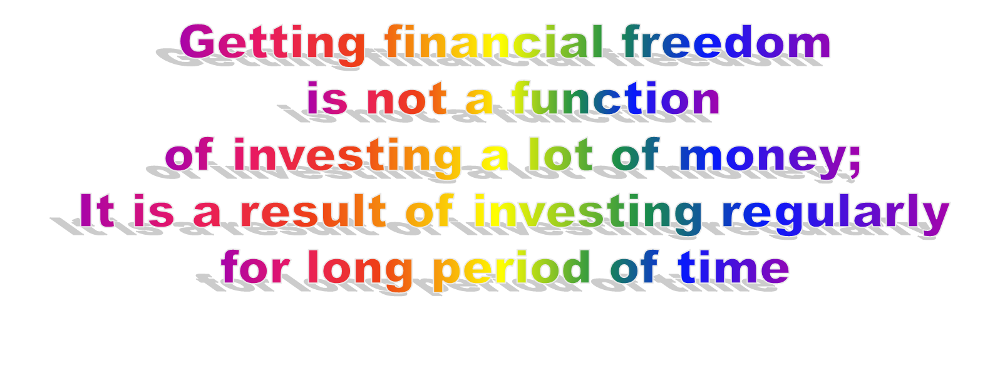 Getting financial freedom
is not a function
of investing a lot of money;
It is a result of investing regularly
for long period of time